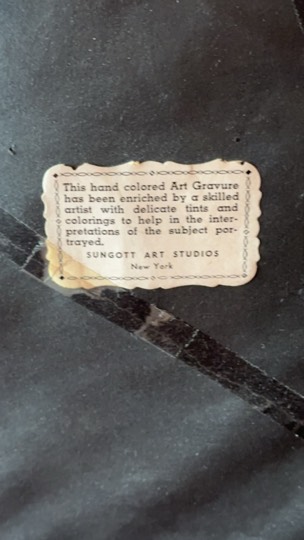 This hand colored Art Gravure
has been enriched by a skilled
artist with delicate tints and
colorings to help in the inter-
pretations of the subject por-
trayed.
SUNGOTT ART STUDIOS
New York